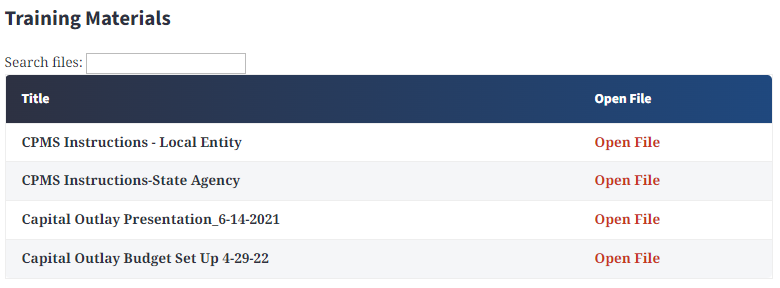 Training Materials
Search files:
Title Open File
CPMS Instructions - Local Entity Open File
CPMS Instructions-State Agency Open File
Capital Outlay Presentation_6-14-2021 Open File
Capital Outlay Budget Set Up 4-29-22 Open File